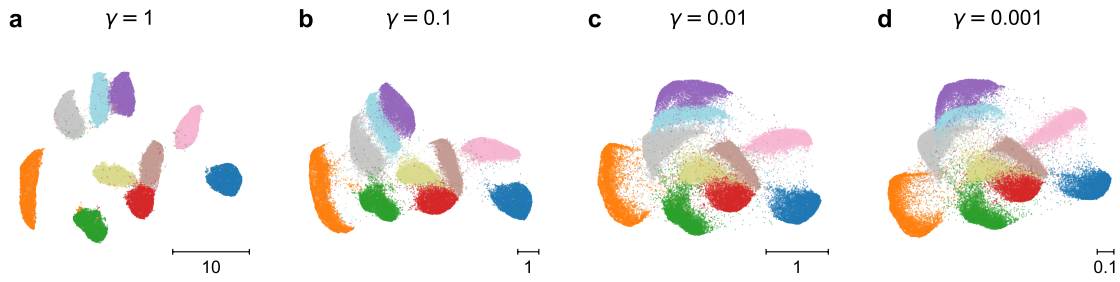 a γ = 1
b γ = 0.1
c γ = 0.01
d γ = 0.001
10
1
1
0.1